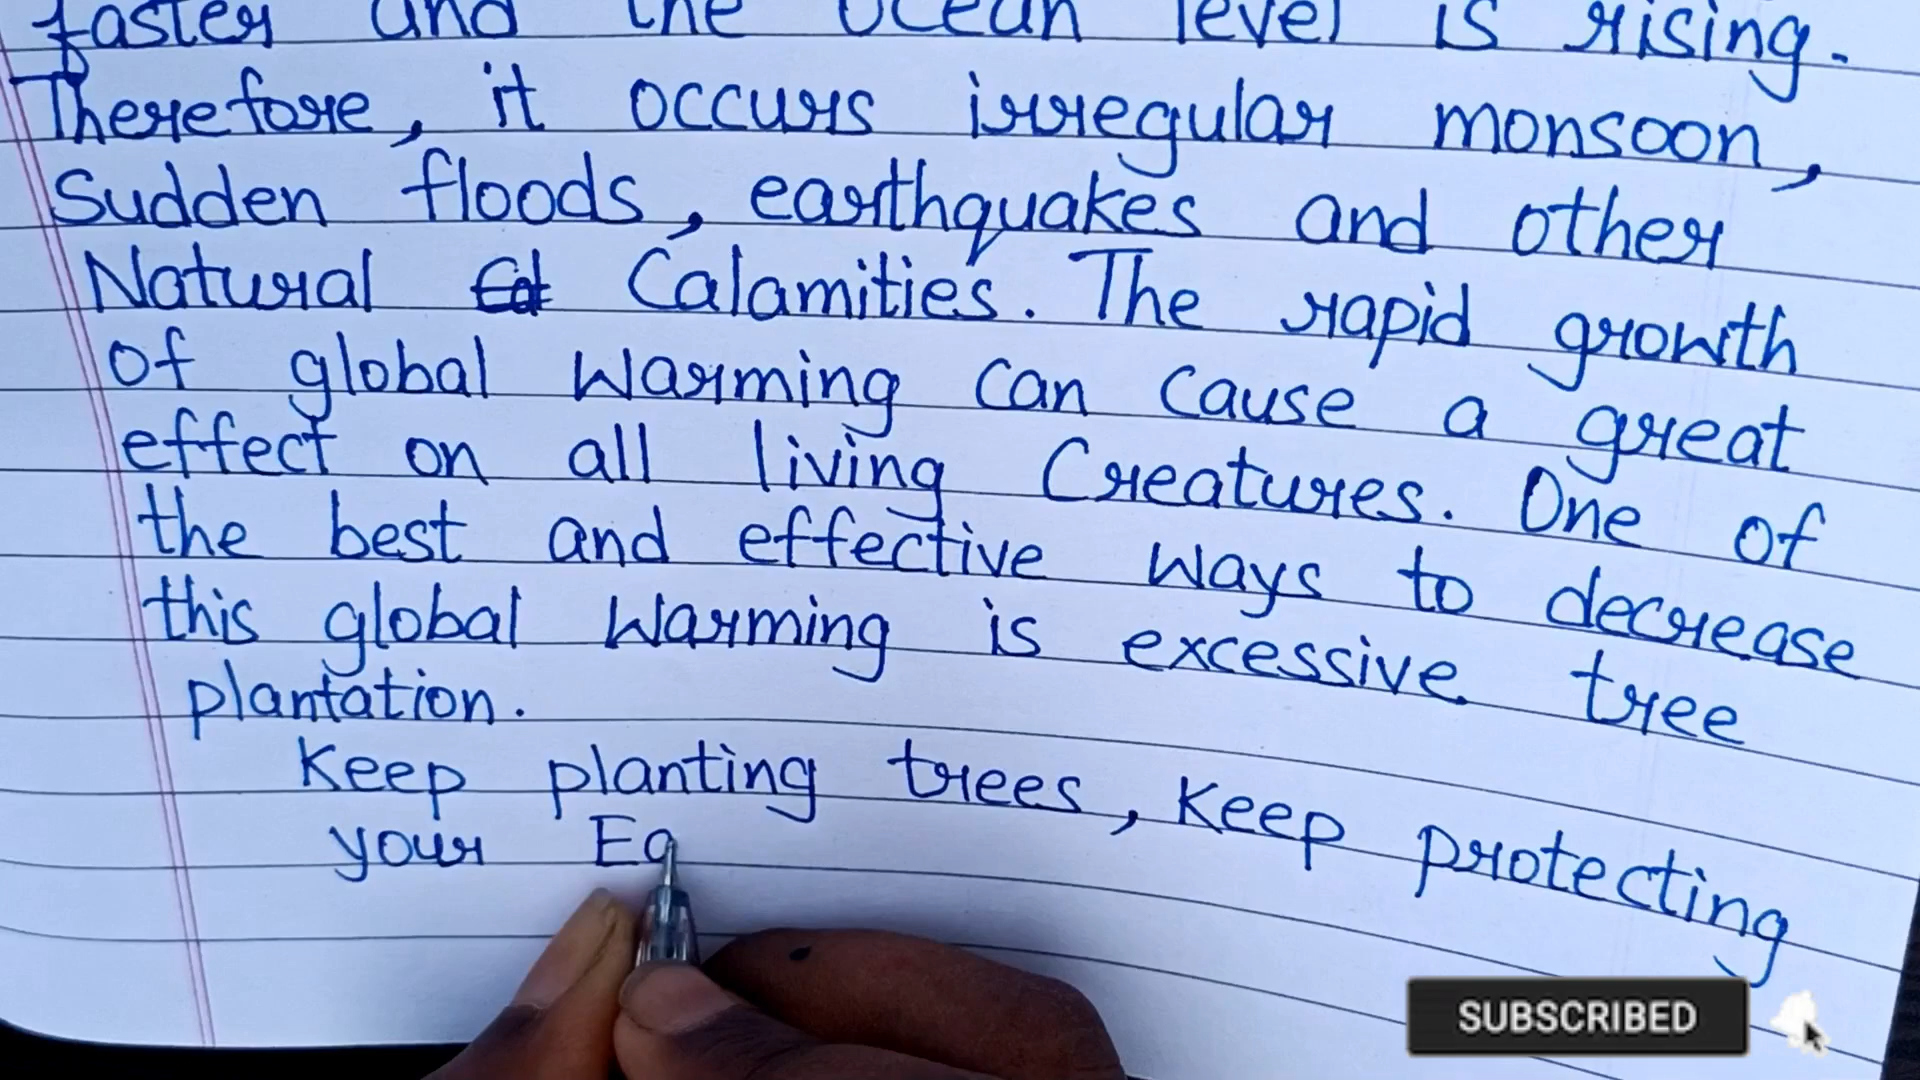 faster and the ocean level is rising.
Therefore, it occurs irregular monsoon,
Sudden floods, earthquakes and other
Natural Calamities. The rapid growth
of global Warming can cause a great
effect on all living Creatures. One of
the best and effective ways to decrease
this global Warming is excessive tree
plantation.
Keep planting trees, Keep protecting
your Ea
SUBSCRIBED